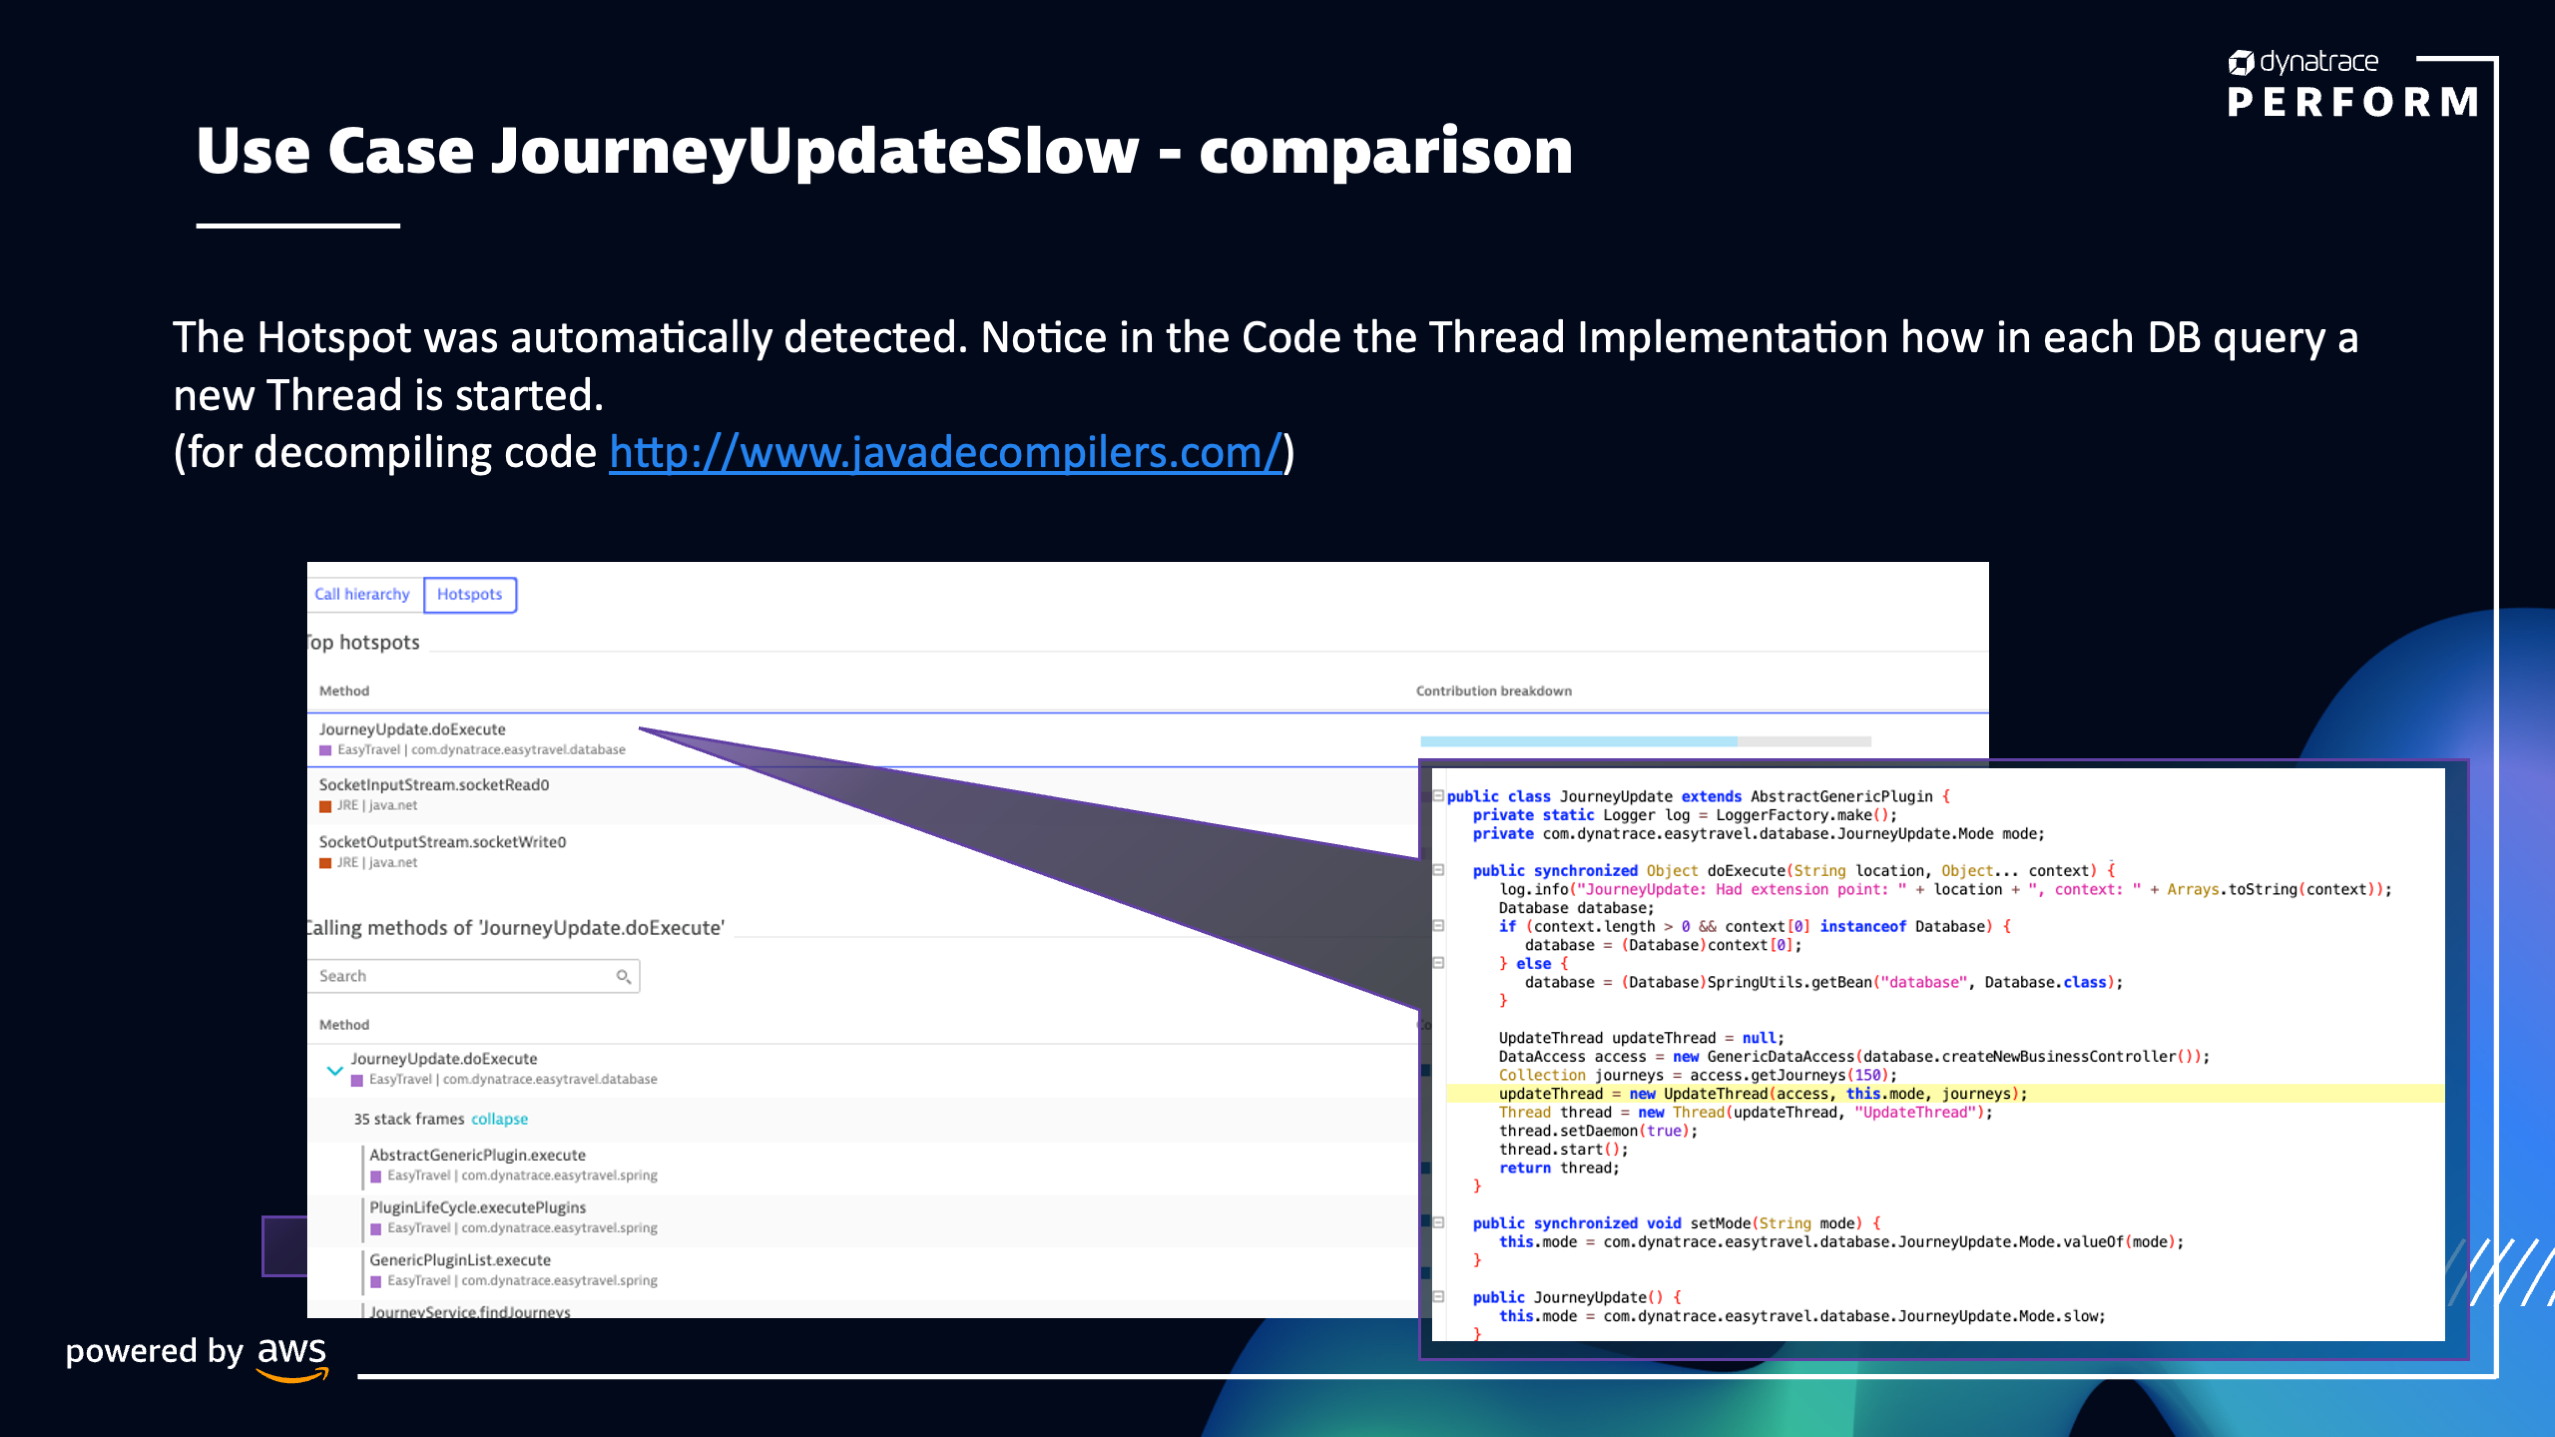 dynatrace
PERFORM
Use Case JourneyUpdateSlow - comparison
The Hotspot was automatically detected. Notice in the Code the Thread Implementation how in each DB query a
new Thread is started.
(for decompiling code http://www.javadecompilers.com/)
Call hierarchy Hotspots
Top hotspots
Method Contribution breakdown
JourneyUpdate.doExecute
EasyTravel | com.dynatrace.easytravel.database
SocketInputStream.socketRead0
JRE | java.net
SocketOutputStream.socketWrite0
JRE | java.net
Calling methods of 'JourneyUpdate.doExecute'
Search
Method
JourneyUpdate.doExecute
EasyTravel | com.dynatrace.easytravel.database
35 stack frames collapse
AbstractGenericPlugin.execute
EasyTravel | com.dynatrace.easytravel.spring
PluginLifeCycle.executePlugins
EasyTravel | com.dynatrace.easytravel.spring
GenericPluginList.execute
EasyTravel | com.dynatrace.easytravel.spring
JourneyService.findJourneys
public class JourneyUpdate extends AbstractGenericPlugin {
private static Logger log = LoggerFactory.make();
private com.dynatrace.easytravel.database.JourneyUpdate.Mode mode;
public synchronized Object doExecute(String location, Object... context) {
log.info("JourneyUpdate: Had extension point: " + location + ", context: " + Arrays.toString(context));
Database database;
if (context.length > 0 && context[0] instanceof Database) {
database = (Database)context[0];
} else {
database = (Database)SpringUtils.getBean("database", Database.class);
}
UpdateThread updateThread = null;
DataAccess access = new GenericDataAccess(database.createNewBusinessController());
Collection journeys = access.getJourneys(150);
updateThread = new UpdateThread(access, this.mode, journeys);
Thread thread = new Thread(updateThread, "UpdateThread");
thread.setDaemon(true);
thread.start();
return thread;
}
public synchronized void setMode(String mode) {
this.mode = com.dynatrace.easytravel.database.JourneyUpdate.Mode.valueOf(mode);
}
public JourneyUpdate() {
this.mode = com.dynatrace.easytravel.database.JourneyUpdate.Mode.slow;
}
powered by aws